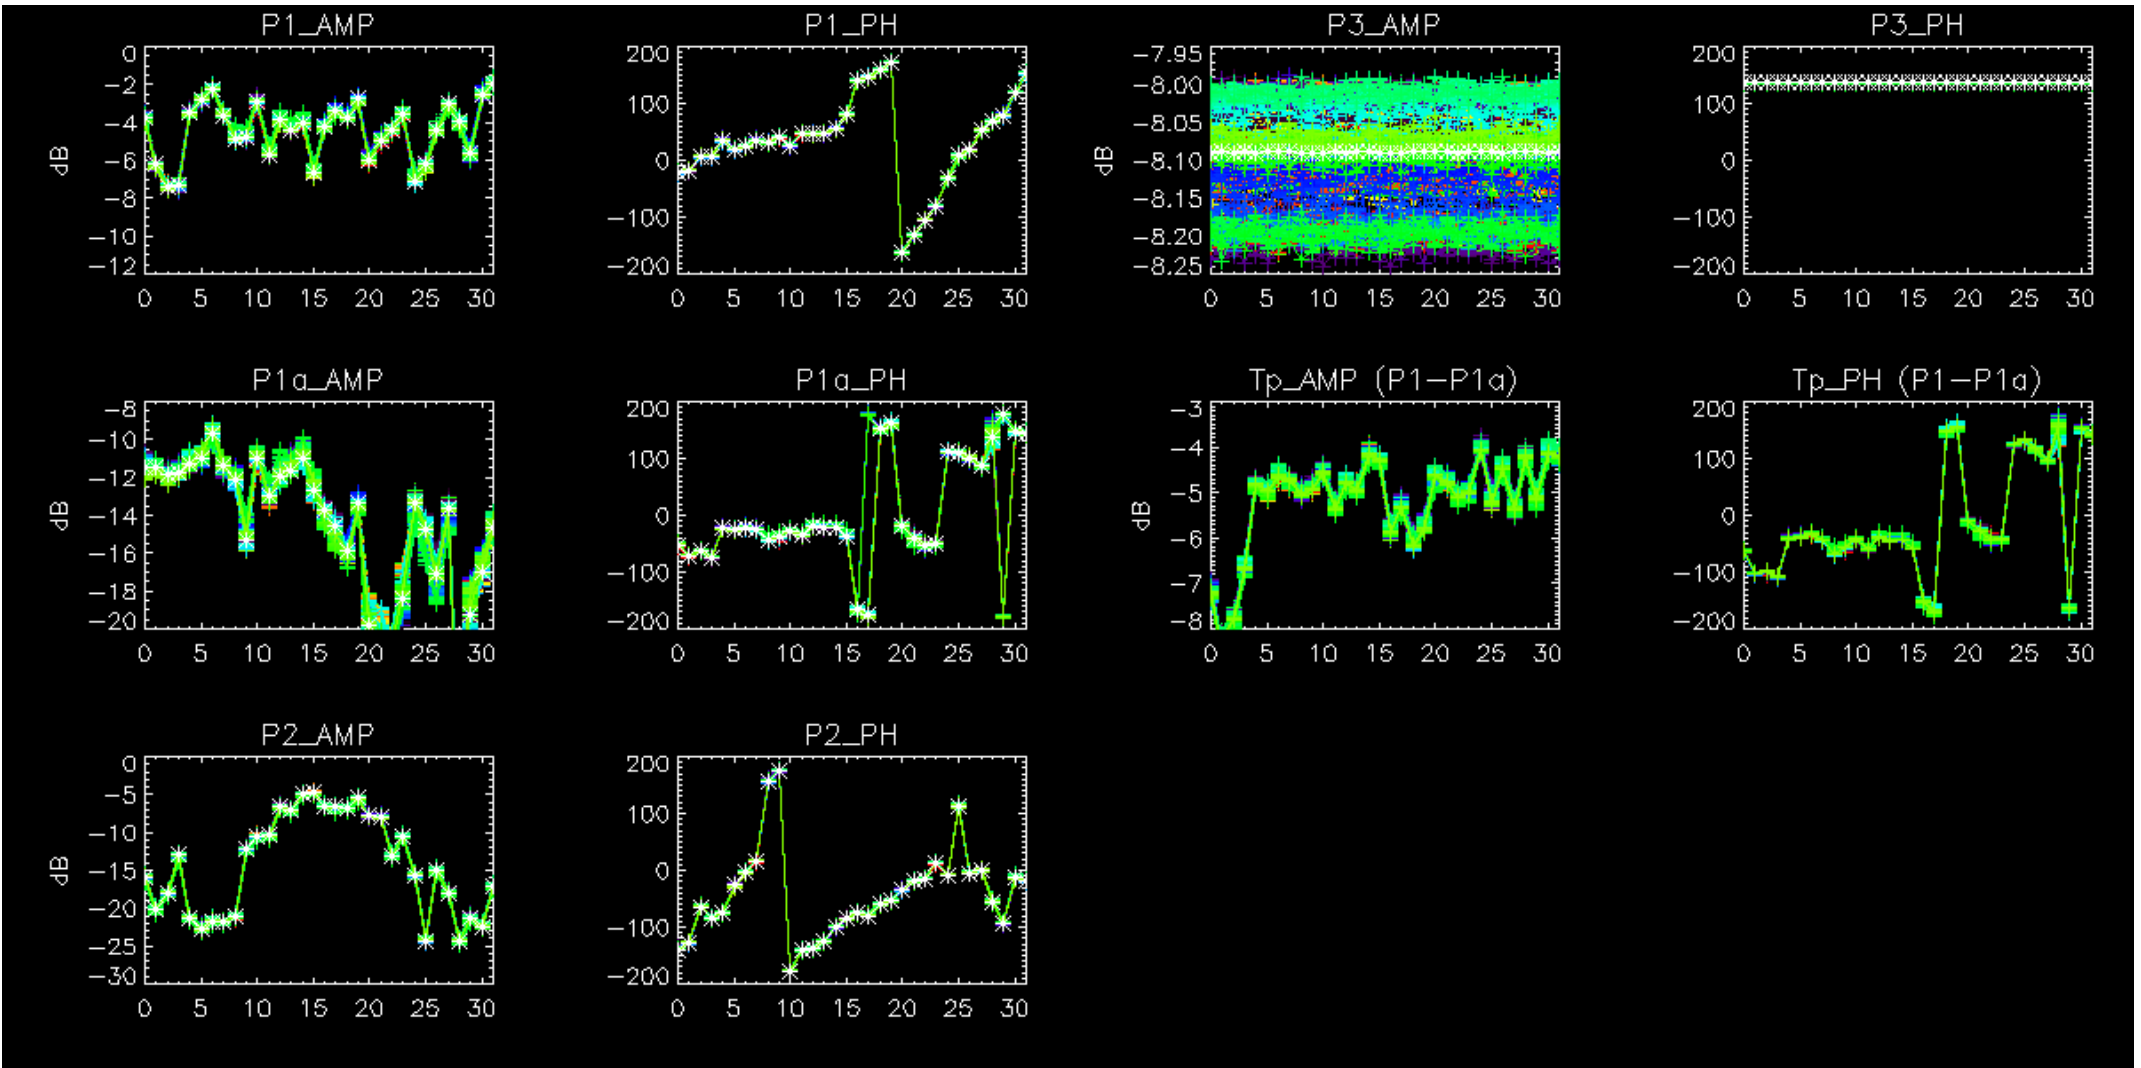 P1_AMP
dB
0
−2
−4
−6
−8
−10
−12
0 5 10 15 20 25 30
P1_PH
200
100
0
−100
−200
0 5 10 15 20 25 30
P3_AMP
dB
−7.95
−8.00
−8.05
−8.10
−8.15
−8.20
−8.25
0 5 10 15 20 25 30
P3_PH
200
100
0
−100
−200
0 5 10 15 20 25 30
P1a_AMP
dB
−8
−10
−12
−14
−16
−18
−20
0 5 10 15 20 25 30
P1a_PH
200
100
0
−100
−200
0 5 10 15 20 25 30
Tp_AMP (P1−P1a)
dB
−3
−4
−5
−6
−7
−8
0 5 10 15 20 25 30
Tp_PH (P1−P1a)
200
100
0
−100
−200
0 5 10 15 20 25 30
P2_AMP
dB
0
−5
−10
−15
−20
−25
−30
0 5 10 15 20 25 30
P2_PH
200
100
0
−100
−200
0 5 10 15 20 25 30